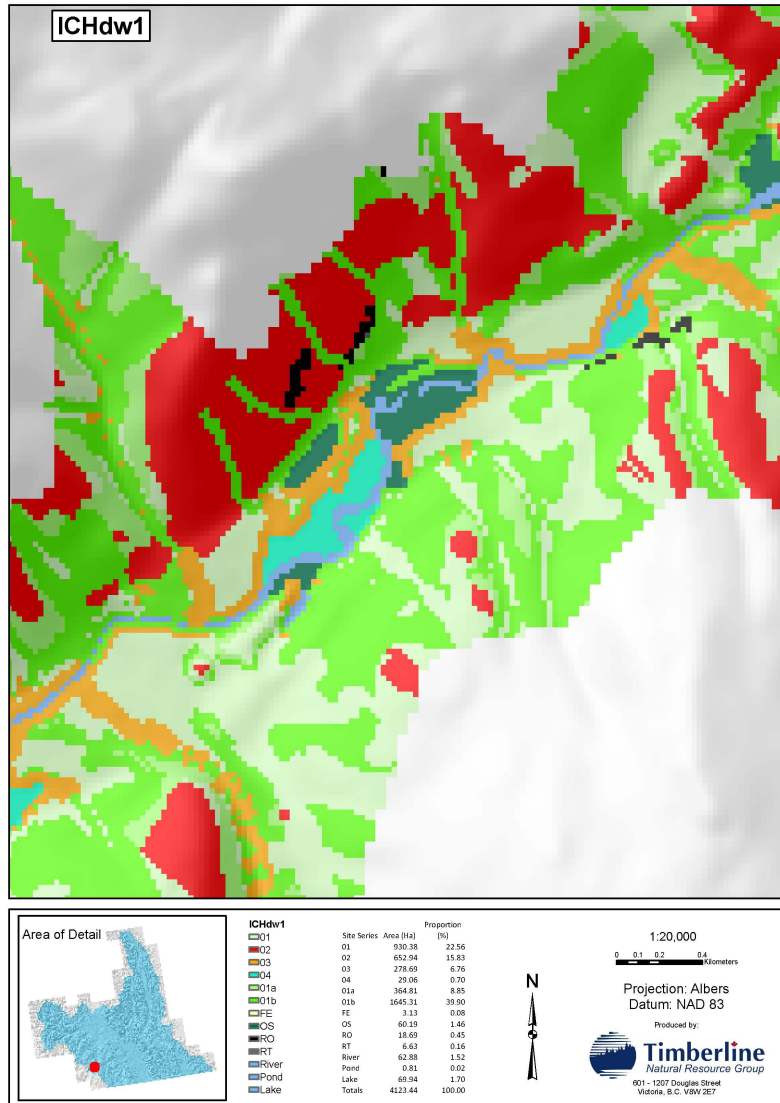 ICHdw1
Area of Detail
ICHdw1
01
02
03
04
01a
01b
FE
OS
RO
RT
River
Pond
Lake
Proportion
Site Series Area (Ha) (%)
01 930.38 22.56
02 652.94 15.83
03 278.69 6.76
04 29.06 0.70
01a 364.81 8.85
01b 1645.31 39.90
FE 3.13 0.08
OS 60.19 1.46
RO 18.69 0.45
RT 6.63 0.16
River 62.88 1.52
Pond 0.81 0.02
Lake 69.94 1.70
Totals 4123.44 100.00
N
1:20,000
0 0.1 0.2 0.4
Kilometers
Projection: Albers
Datum: NAD 83
Produced by:
Timberline
Natural Resource Group
601 - 1207 Douglas Street
Victoria, B.C. V8W 2E7